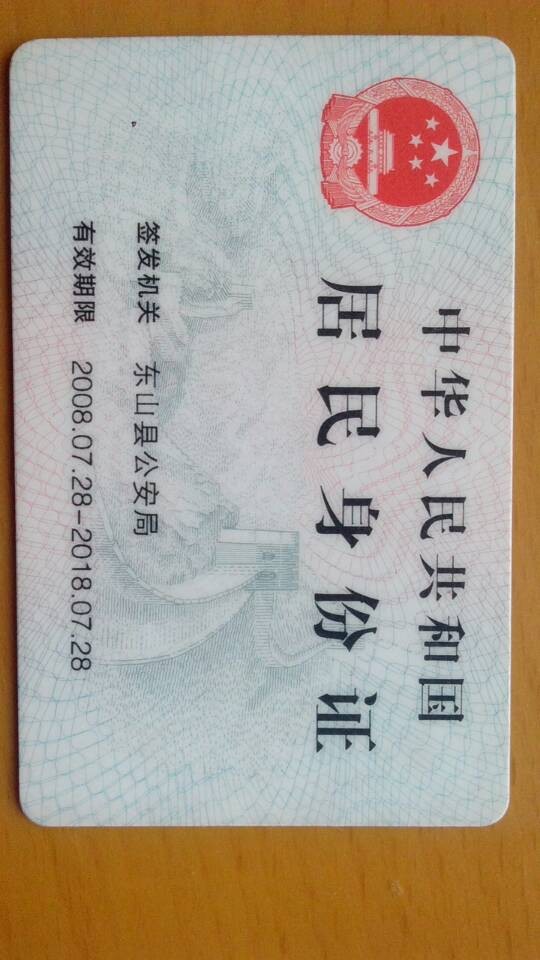 中华人民共和国
居民身份证
签发机关 东山县公安局
有效期限 2008.07.28-2018.07.28